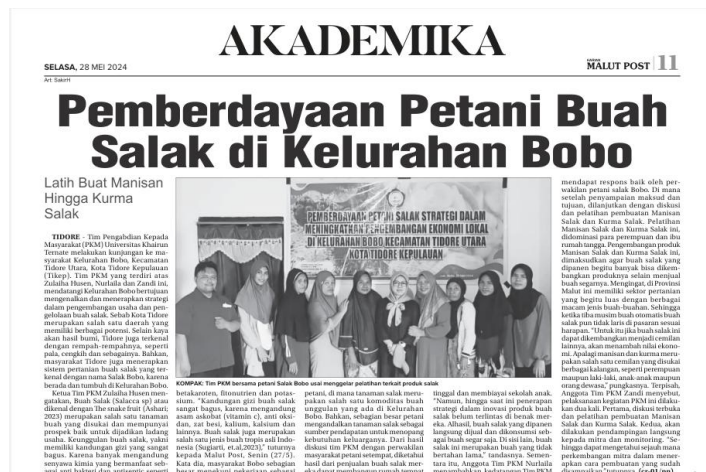 AKADEMIKA
SELASA, 28 MEI 2024
HARIAN
MALUT POST 11
Art: SakriH
Pemberdayaan Petani Buah
Salak di Kelurahan Bobo
Latih Buat Manisan
Hingga Kurma
Salak
TIDORE - Tim Pengabdian Kepada
Masyarakat (PKM) Universitas Khairun
Ternate melakukan kunjungan ke ma-
syarakat Kelurahan Bobo, Kecamatan
Tidore Utara, Kota Tidore Kepulauan
(Tikep). Tim PKM yang terdiri atas
Zulaiha Husen, Nurlaila dan Zandi ini,
mendatangi Kelurahan Bobo bertujuan
mengenalkan dan menerapkan strategi
dalam pengembangan usaha dan pen-
gelolaan buah salak. Sebab Kota Tidore
merupakan salah satu daerah yang
memiliki berbagai potensi. Selain kaya
akan hasil bumi, Tidore juga terkenal
dengan rempah-rempahnya, seperti
pala, cengkih dan sebagainya. Bahkan,
masyarakat Tidore juga menerapkan
sistem pertanian buah salak yang ter-
kenal dengan nama Salak Bobo, karena
berada dan tumbuh di Kelurahan Bobo.
Ketua Tim PKM Zulaiha Husen men-
gatakan, Buah Salak (Salacca sp) atau
dikenal dengan The snake fruit (Ashari;
2023) merupakan salah satu tanaman
buah yang disukai dan mempunyai
prospek baik untuk dijadikan ladang
usaha. Keunggulan buah salak, yakni
memiliki kandungan gizi yang sangat
bagus. Karena banyak mengandung
senyawa kimia yang bermanfaat seb-
PEMBERDAYAAN PETANI SALAK STRATEGI DALAM
MENINGKATKAN PENGEMBANGAN EKONOMI LOKAL
DI KELURAHAN BOBO KECAMATAN TIDORE UTARA
KOTA TIDORE KEPULAUAN
KOMPAK: Tim PKM bersama petani Salak Bobo usai menggelar pelatihan terkait produk salak
betakaroten, fitonutrien dan potas-
sium. "Kandungan gizi buah salak
sangat bagus, karena mengandung
asam askobat (vitamin c), anti oksi-
dan, zat besi, kalium, kalsium dan
lainnya. Buah salak juga merupakan
salah satu jenis buah tropis asli Indo-
nesia (Sugiarti, et.al,2023)," tuturnya
kepada Malut Post, Senin (27/5).
Kata dia, masyarakat Bobo sebagian
petani, di mana tanaman salak meru-
pakan salah satu komoditas buah
unggulan yang ada di Kelurahan
Bobo. Bahkan, sebagian besar petani
mengandalkan tanaman salak sebagai
sumber pendapatan untuk menopang
kebutuhan keluarganya. Dari hasil
diskusi tim PKM dengan perwakilan
masyarakat petani setempat, diketahui
hasil dari penjualan buah salak mer-
tinggal dan membiayai sekolah anak.
"Namun, hingga saat ini penerapan
strategi dalam inovasi produk buah
salak belum terlintas di benak mer-
eka. Alhasil, buah salak yang dipanen
langsung dijual dan dikonsumsi seb-
agai buah segar saja. Di sisi lain, buah
salak ini merupakan buah yang tidak
bertahan lama," tandasnya. Semen-
tara itu, Anggota Tim PKM Nurlaila
mendapat respons baik oleh per-
wakilan petani salak Bobo. Di mana
setelah penyampaian maksud dan
tujuan, dilanjutkan dengan diskusi
dan pelatihan pembuatan Manisan
Salak dan Kurma Salak. Pelatihan
Manisan Salak dan Kurma Salak ini,
didominasi para perempuan dan ibu
rumah tangga. Pengembangan produk
Manisan Salak dan Kurma Salak ini,
dimaksudkan agar buah salak yang
dipanen begitu banyak bisa dikem-
bangkan produknya selain menjual
buah segarnya. Mengingat, di Provinsi
Malut ini memiliki sektor pertanian
yang begitu luas dengan berbagai
macam jenis buah-buahan. Sehingga
ketika tiba musim buah otomatis buah
salak pun tidak laris di pasaran sesuai
harapan. "Untuk itu jika buah salak ini
dapat dikembangkan menjadi cemilan
lainnya, akan menambah nilai ekono-
mi. Apalagi manisan dan kurma meru-
pakan salah satu cemilan yang disukai
berbagai kalangan, seperti perempuan
maupun laki-laki, anak-anak maupun
orang dewasa," pungkasnya. Terpisah,
Anggota Tim PKM Zandi menyebut,
pelaksanaan kegiatan PKM ini dilaku-
kan dua kali. Pertama, diskusi terbuka
dan pelatihan pembuatan Manisan
Salak dan Kurma Salak. Kedua, akan
dilakukan pendampingan langsung
kepada mitra dan monitoring. "Se-
hingga dapat mengetahui sejauh mana
perkembangan mitra dalam mener-
apkan cara pembuatan yang sudah